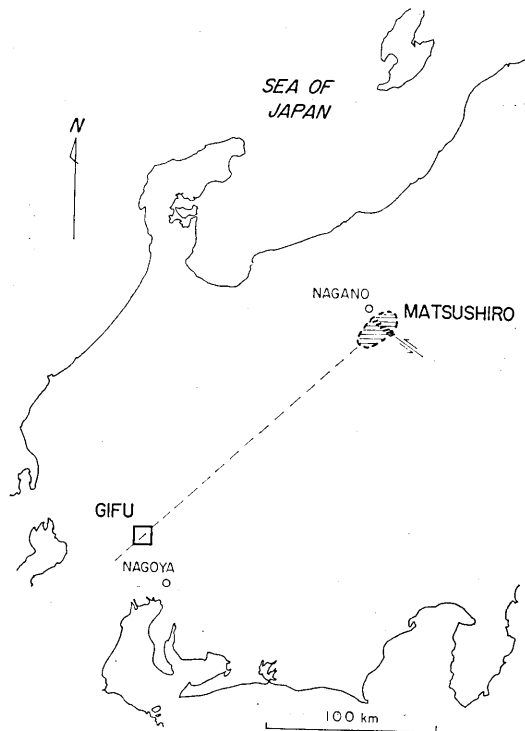 SEA OF
JAPAN
N
NAGANO
MATSUSHIRO
GIFU
NAGOYA
100 km